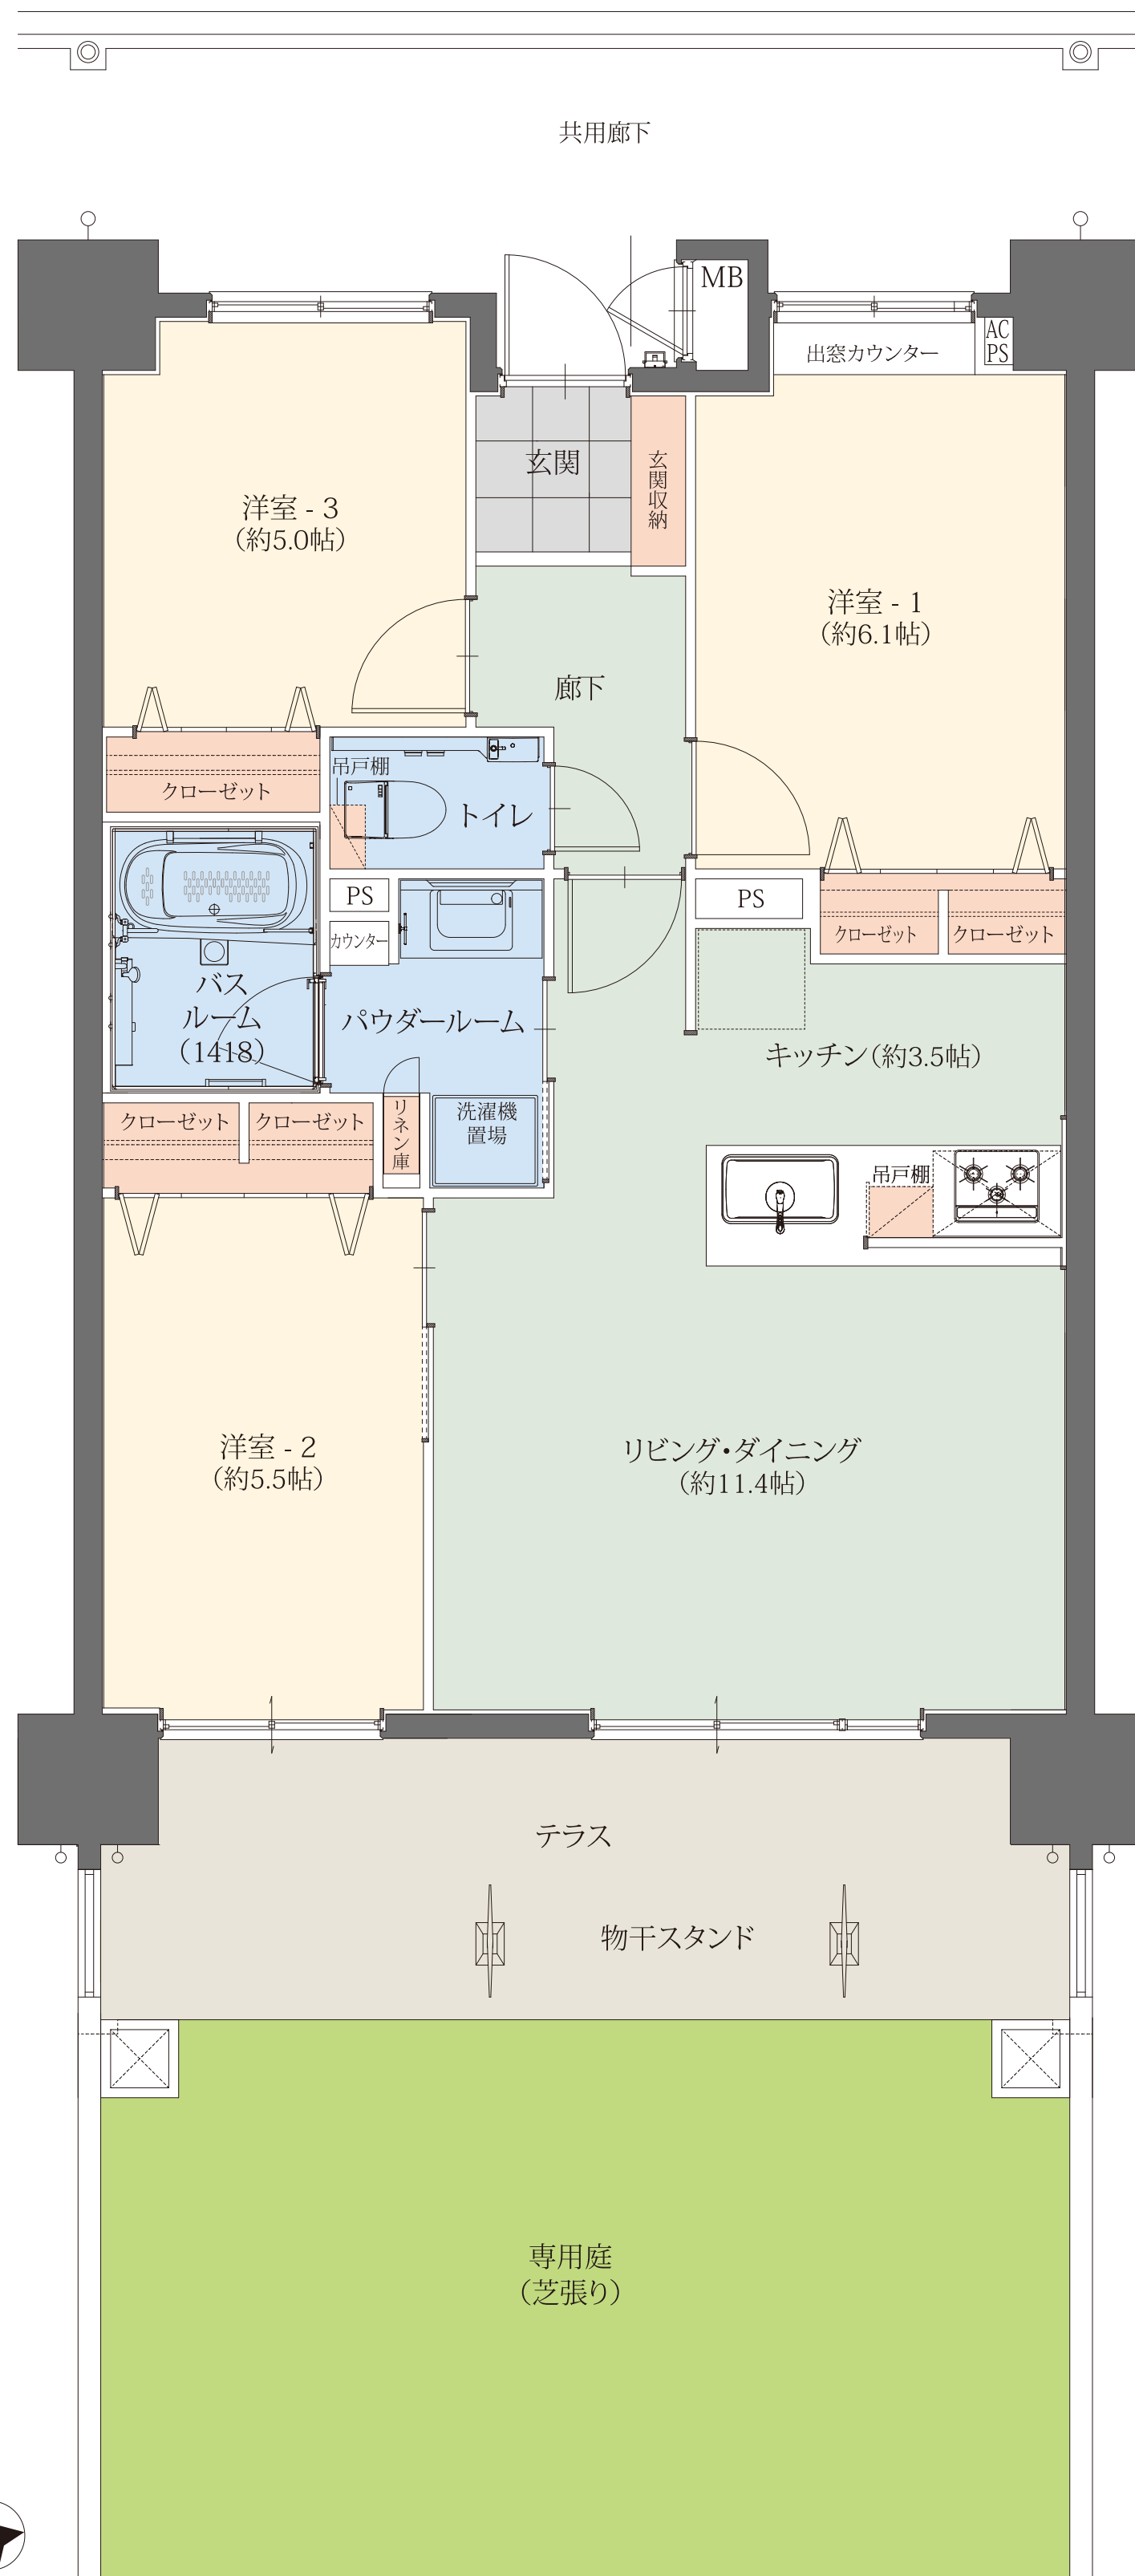 共用廊下
MB
AC
PS
出窓カウンター
玄関
玄関収納
洋室 - 3
（約5.0帖）
洋室 - 1
（約6.1帖）
廊下
クローゼット
吊戸棚
トイレ
PS
カウンター
PS
クローゼット
クローゼット
バス
ルーム
（1418）
パウダールーム
キッチン（約3.5帖）
クローゼット
クローゼット
リネン庫
洗濯機
置場
吊戸棚
洋室 - 2
（約5.5帖）
リビング・ダイニング
（約11.4帖）
テラス
物干スタンド
専用庭
（芝張り）